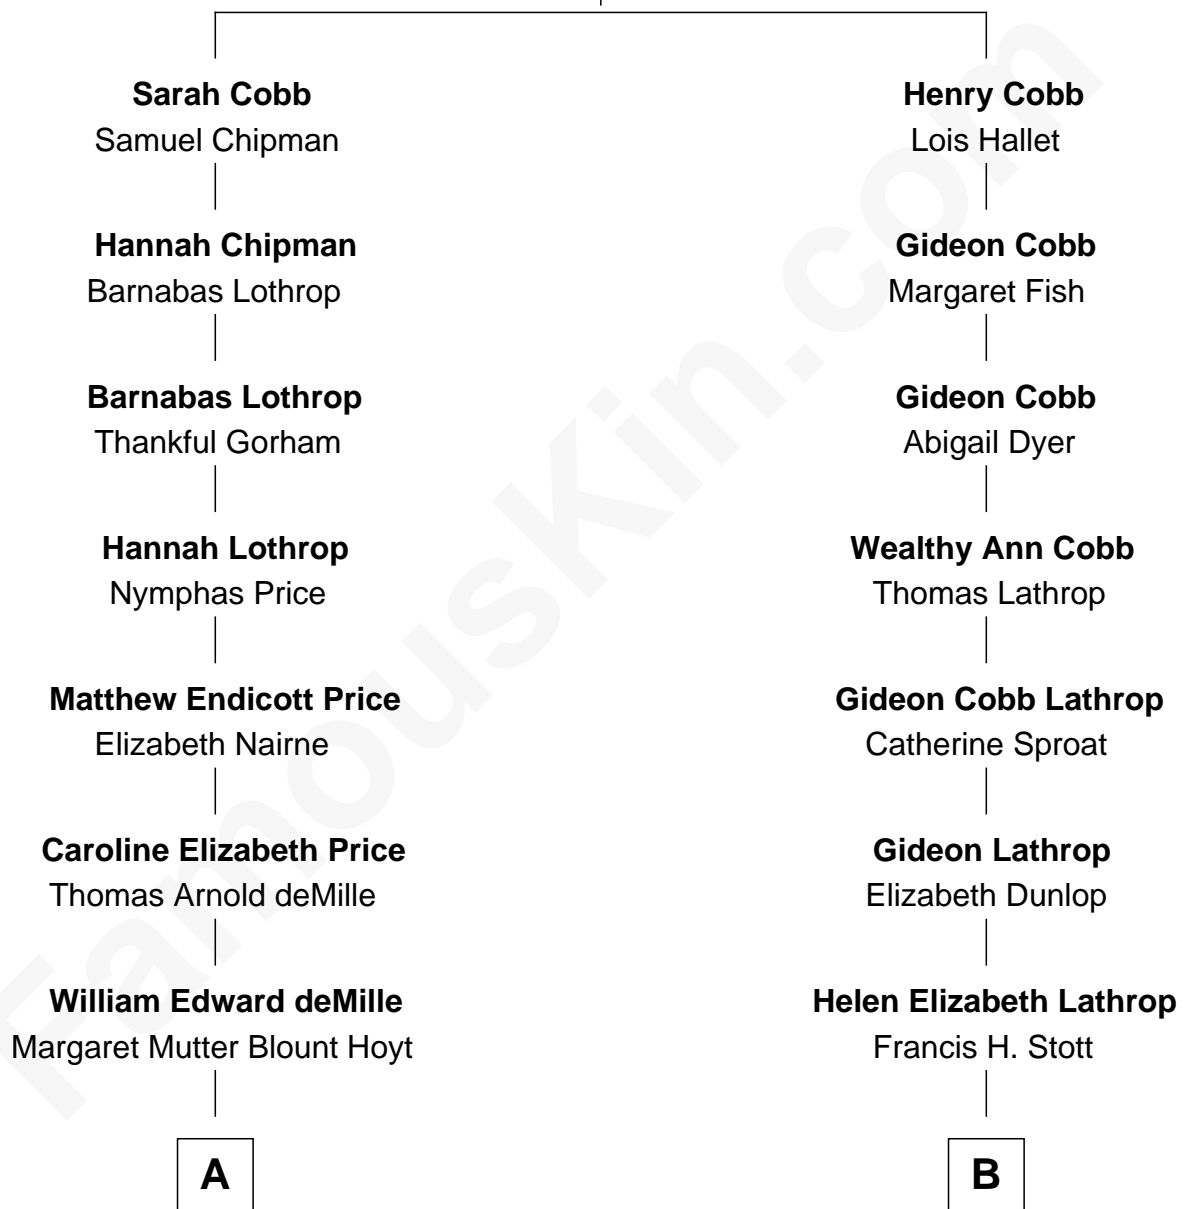 Sarah Cobb
Samuel Chipman
Hannah Chipman
Barnabas Lothrop
Barnabas Lothrop
Thankful Gorham
Hannah Lothrop
Nymphas Price
Matthew Endicott Price
Elizabeth Nairne
Caroline Elizabeth Price
Thomas Arnold deMille
William Edward deMille
Margaret Mutter Blount Hoyt
A
Henry Cobb
Lois Hallet
Gideon Cobb
Margaret Fish
Gideon Cobb
Abigail Dyer
Wealthy Ann Cobb
Thomas Lathrop
Gideon Cobb Lathrop
Catherine Sproat
Gideon Lathrop
Elizabeth Dunlop
Helen Elizabeth Lathrop
Francis H. Stott
B
FamousKin.com